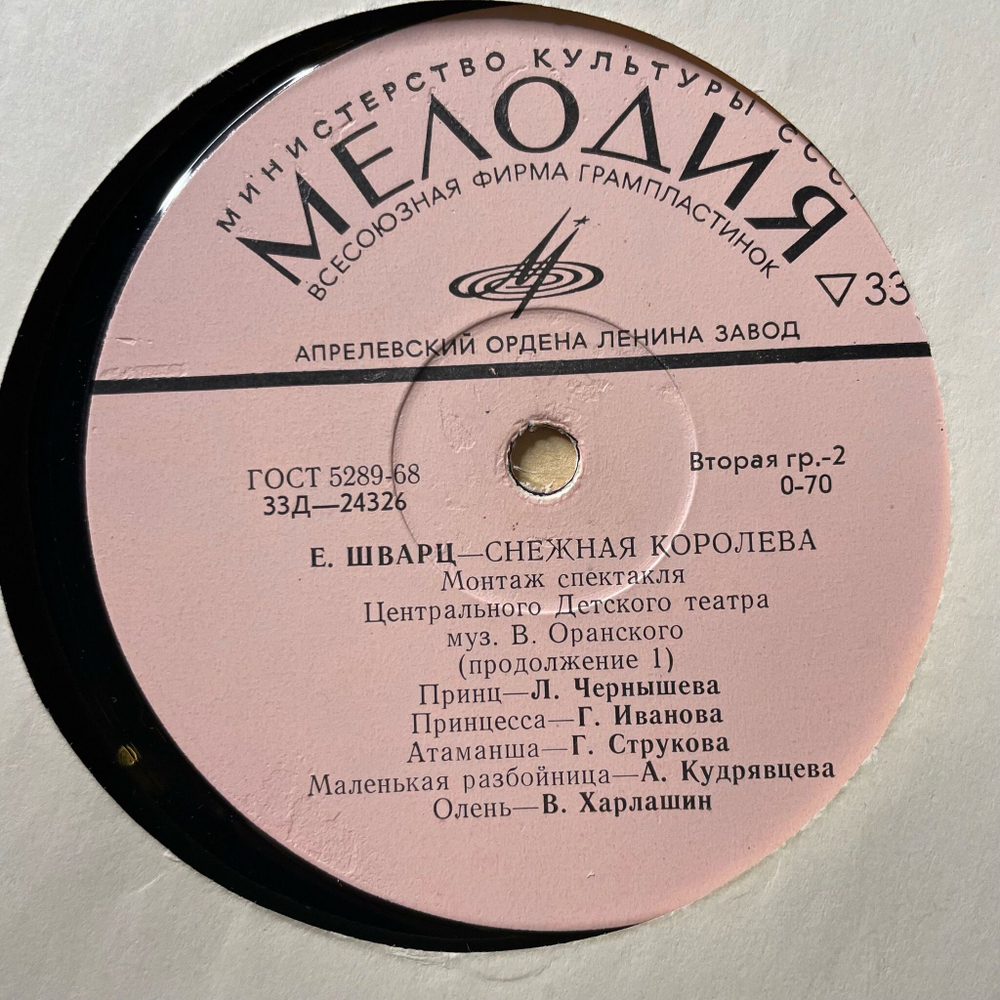 МИНИСТЕРСТВО КУЛЬТУРЫ ССС
МЕЛОДИЯ
ВСЕСОЮЗНАЯ ФИРМА ГРАМПЛАСТИНОК
▽33
АПРЕЛЕВСКИЙ ОРДЕНА ЛЕНИНА ЗАВОД
ГОСТ 5289-68
33Д—24326
Вторая гр.-2
0-70
Е. ШВАРЦ—СНЕЖНАЯ КОРОЛЕВА
Монтаж спектакля
Центрального Детского театра
муз. В. Оранского
(продолжение 1)
Принц—Л. Чернышева
Принцесса—Г. Иванова
Атаманша—Г. Струкова
Маленькая разбойница—А. Кудрявцева
Олень—В. Харлашин